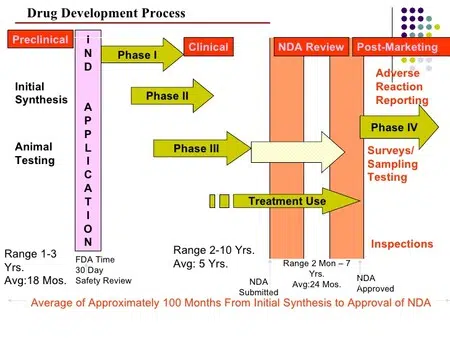 Drug Development Process
Preclinical
iND APPLICATION
Phase I
Clinical
NDA Review
Post-Marketing
Initial
Synthesis
Phase II
Adverse
Reaction
Reporting
Phase IV
Animal
Testing
Phase III
Surveys/
Sampling
Testing
Treatment Use
Inspections
Range 1-3
Yrs.
Avg:18 Mos.
FDA Time
30 Day
Safety Review
Range 2-10 Yrs.
Avg: 5 Yrs.
NDA
Submitted
Range 2 Mon – 7
Yrs.
Avg:24 Mos.
NDA
Approved
Average of Approximately 100 Months From Initial Synthesis to Approval of NDA